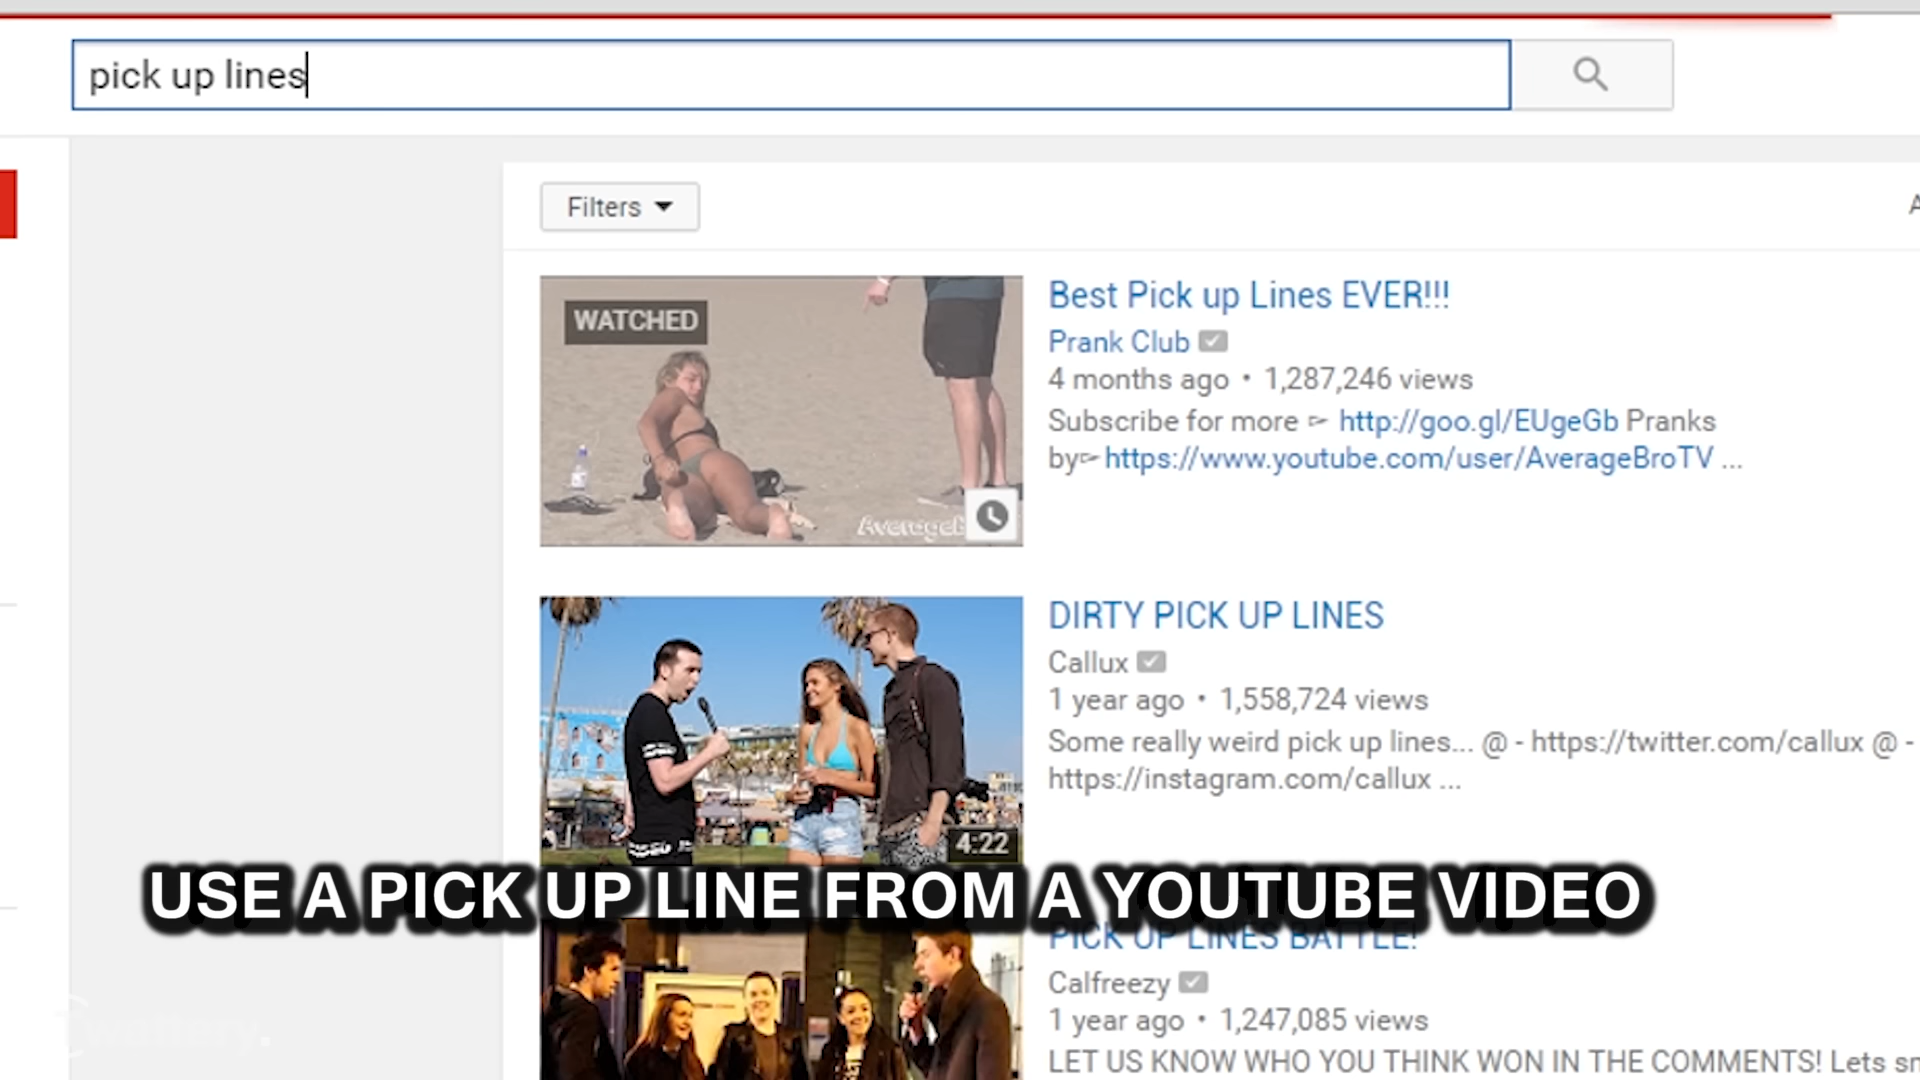 pick up lines
Filters
WATCHED
Best Pick up Lines EVER!!!
Prank Club
4 months ago • 1,287,246 views
Subscribe for more ► http://goo.gl/EUgeGb Pranks
by► https://www.youtube.com/user/AverageBroTV ...
DIRTY PICK UP LINES
Callux
1 year ago • 1,558,724 views
Some really weird pick up lines... @ - https://twitter.com/callux @ -
https://instagram.com/callux ...
4:22
USE A PICK UP LINE FROM A YOUTUBE VIDEO
PICK UP LINES BATTLE!
Calfreezy
1 year ago • 1,247,085 views
LET US KNOW WHO YOU THINK WON IN THE COMMENTS! Lets